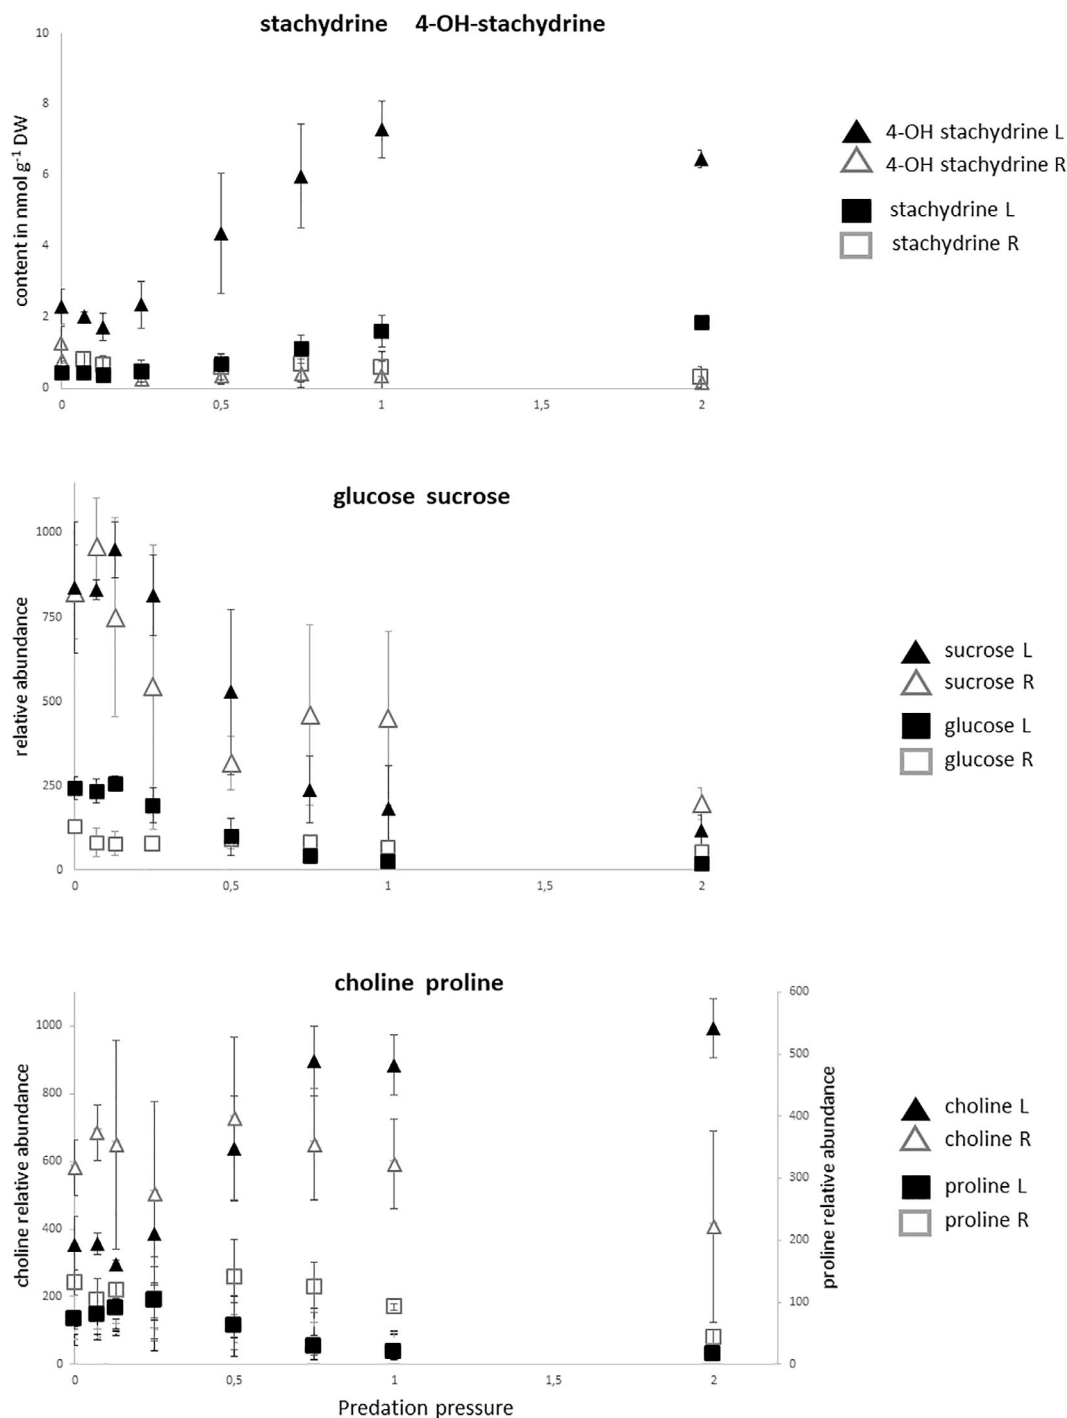 stachydrine 4-OH-stachydrine
10
8
6
4
2
0
content in nmol g⁻¹ DW
0 0,5 1 1,5 2
4-OH stachydrine L
4-OH stachydrine R
stachydrine L
stachydrine R
glucose sucrose
1000
750
500
250
0
relative abundance
0 0,5 1 1,5 2
sucrose L
sucrose R
glucose L
glucose R
choline proline
1000
800
600
400
200
0
choline relative abundance
600
500
400
300
200
100
0
proline relative abundance
0 0,5 1 1,5 2
Predation pressure
choline L
choline R
proline L
proline R